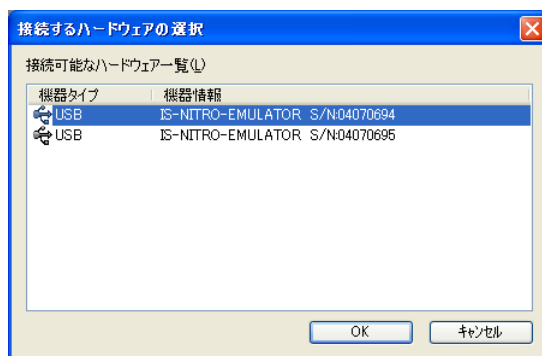 接続するハードウェアの選択
接続可能なハードウェア一覧(L)
機器タイプ 機器情報
USB IS-NITRO-EMULATOR S/N:04070694
USB IS-NITRO-EMULATOR S/N:04070695
OK キャンセル